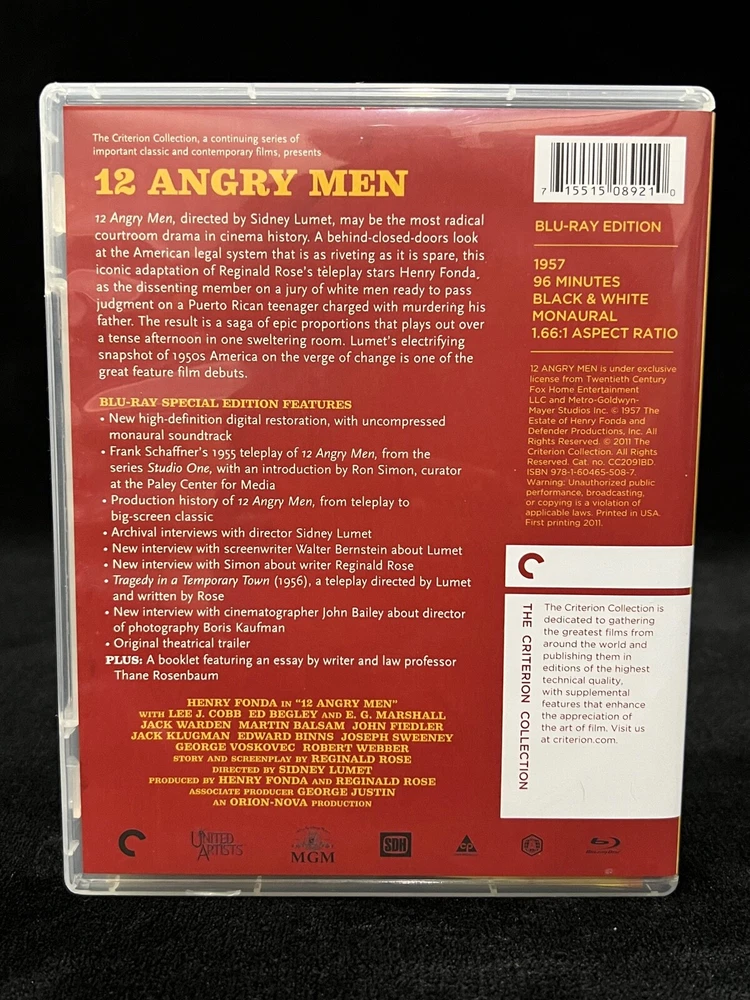 The Criterion Collection, a continuing series of
important classic and contemporary films, presents
12 ANGRY MEN
12 Angry Men, directed by Sidney Lumet, may be the most radical
courtroom drama in cinema history. A behind-closed-doors look
at the American legal system that is as riveting as it is spare, this
iconic adaptation of Reginald Rose's teleplay stars Henry Fonda,
as the dissenting member on a jury of white men ready to pass
judgment on a Puerto Rican teenager charged with murdering his
father. The result is a saga of epic proportions that plays out over
a tense afternoon in one sweltering room. Lumet's electrifying
snapshot of 1950s America on the verge of change is one of the
great feature film debuts.
BLU-RAY SPECIAL EDITION FEATURES
• New high-definition digital restoration, with uncompressed
monaural soundtrack
• Frank Schaffner's 1955 teleplay of 12 Angry Men, from the
series Studio One, with an introduction by Ron Simon, curator
at the Paley Center for Media
• Production history of 12 Angry Men, from teleplay to
big-screen classic
• Archival interviews with director Sidney Lumet
• New interview with screenwriter Walter Bernstein about Lumet
• New interview with Simon about writer Reginald Rose
• Tragedy in a Temporary Town (1956), a teleplay directed by Lumet
and written by Rose
• New interview with cinematographer John Bailey about director
of photography Boris Kaufman
• Original theatrical trailer
PLUS: A booklet featuring an essay by writer and law professor
Thane Rosenbaum
HENRY FONDA IN "12 ANGRY MEN"
WITH LEE J. COBB ED BEGLEY AND E. G. MARSHALL
JACK WARDEN MARTIN BALSAM JOHN FIEDLER
JACK KLUGMAN EDWARD BINNS JOSEPH SWEENEY
GEORGE VOSKOVEC ROBERT WEBBER
STORY AND SCREENPLAY BY REGINALD ROSE
DIRECTED BY SIDNEY LUMET
PRODUCED BY HENRY FONDA AND REGINALD ROSE
ASSOCIATE PRODUCER GEORGE JUSTIN
AN ORION-NOVA PRODUCTION
7 15515 08921 0
BLU-RAY EDITION
1957
96 MINUTES
BLACK & WHITE
MONAURAL
1.66:1 ASPECT RATIO
12 ANGRY MEN is under exclusive
license from Twentieth Century
Fox Home Entertainment
LLC and Metro-Goldwyn-
Mayer Studios Inc. © 1957 The
Estate of Henry Fonda and
Defender Productions, Inc. All
Rights Reserved. © 2011 The
Criterion Collection. All Rights
Reserved. Cat. no. CC2091BD.
ISBN 978-1-60465-508-7.
Warning: Unauthorized public
performance, broadcasting,
or copying is a violation of
applicable laws. Printed in USA.
First printing 2011.
THE CRITERION COLLECTION
The Criterion Collection is
dedicated to gathering
the greatest films from
around the world and
publishing them in
editions of the highest
technical quality,
with supplemental
features that enhance
the appreciation of
the art of film. Visit us
at criterion.com.
UNITED
ARTISTS
MGM
SDH